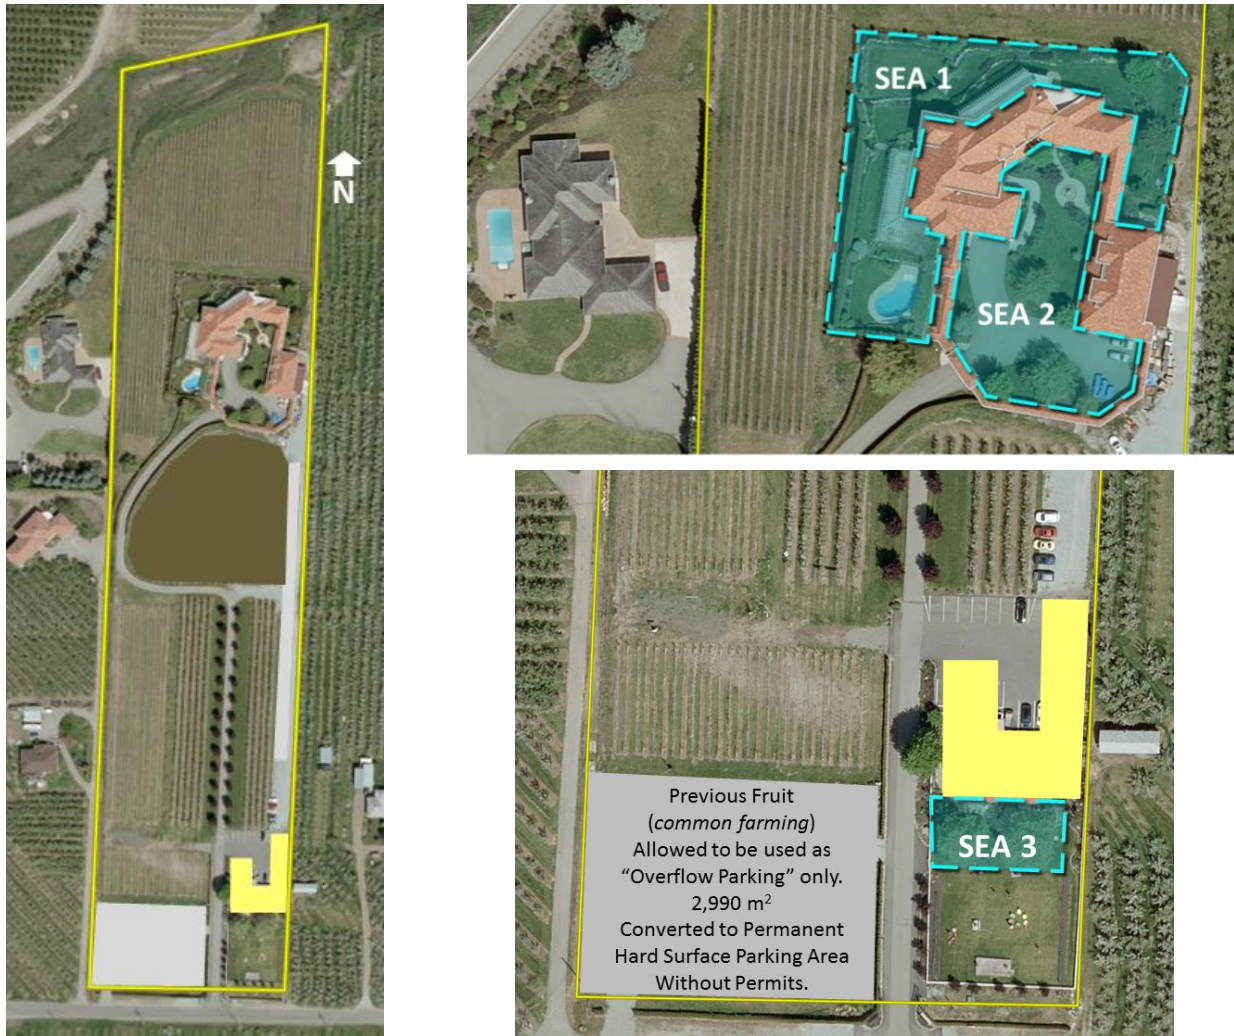 N
SEA 1
SEA 2
Previous Fruit
(common farming)
Allowed to be used as
“Overflow Parking” only.
2,990 m²
Converted to Permanent
Hard Surface Parking Area
Without Permits.
SEA 3